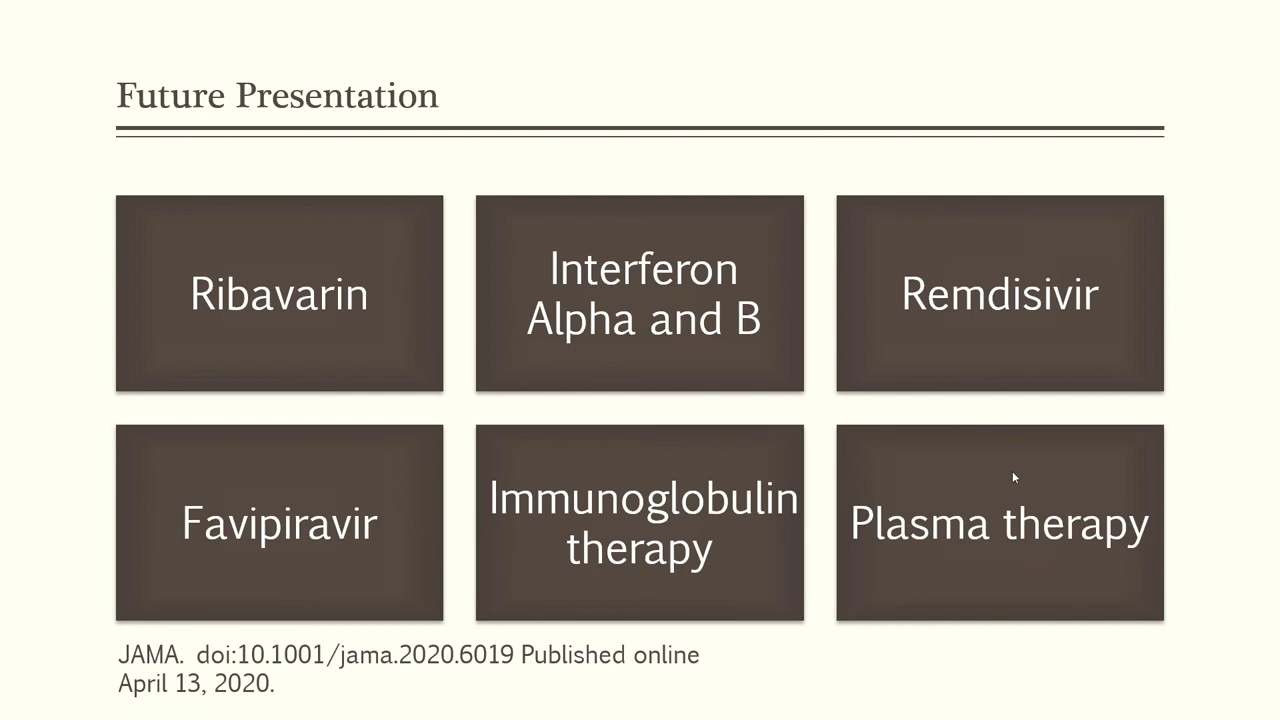 Future Presentation
Ribavarin
Interferon
Alpha and B
Remdisivir
Favipiravir
Immunoglobulin
therapy
Plasma therapy
JAMA. doi:10.1001/jama.2020.6019 Published online
April 13, 2020.